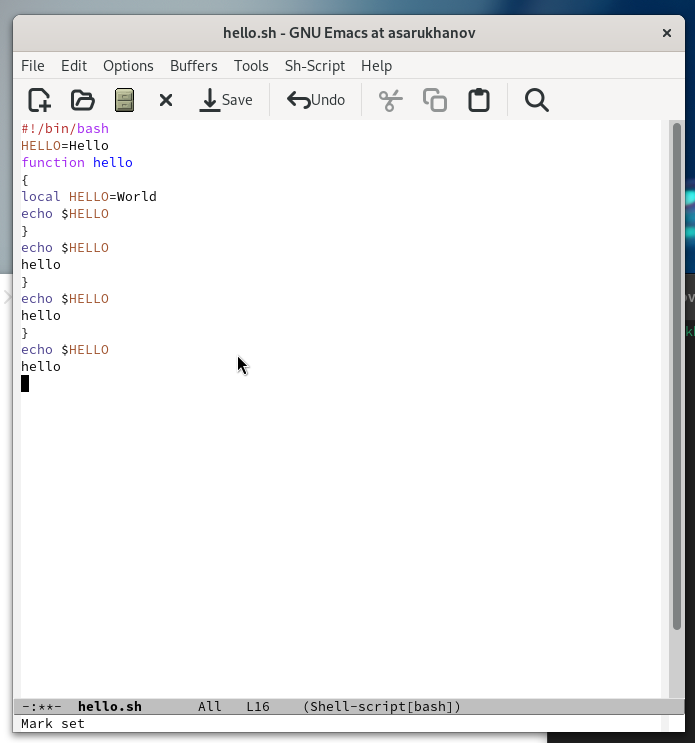 hello.sh - GNU Emacs at asarukhanov
File Edit Options Buffers Tools Sh-Script Help
Save Undo
#!/bin/bash
HELLO=Hello
function hello
{
local HELLO=World
echo $HELLO
}
echo $HELLO
hello
}
echo $HELLO
hello
}
echo $HELLO
hello
-:**- hello.sh All L16 (Shell-script[bash])
Mark set